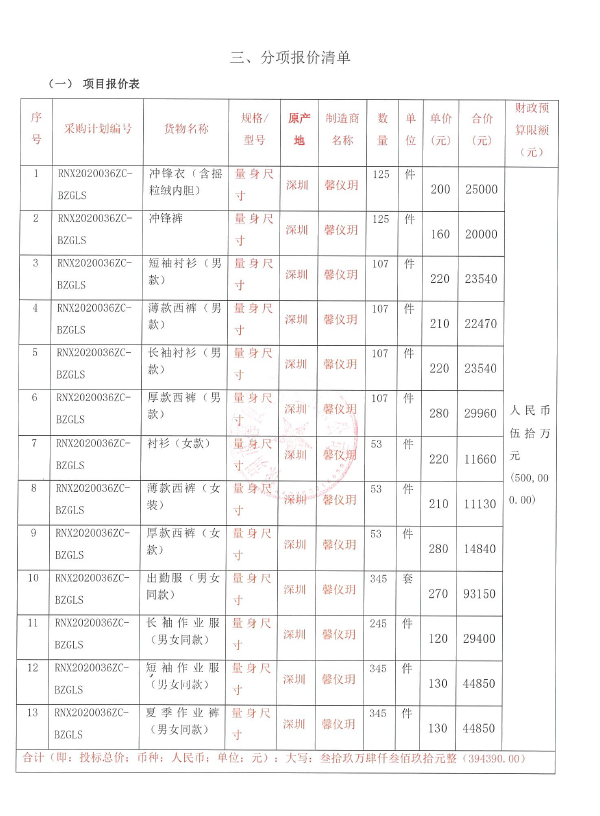 三、分项报价清单
（一） 项目报价表
序号 采购计划编号 货物名称 规格/型号 原产地 制造商名称 数量 单位 单价(元) 合价(元) 财政预算限额（元）
1 RNX2020036ZC-BZGLS 冲锋衣（含摇粒绒内胆） 量身尺寸 深圳 馨仪玥 125 件 200 25000
2 RNX2020036ZC-BZGLS 冲锋裤 量身尺寸 深圳 馨仪玥 125 件 160 20000
3 RNX2020036ZC-BZGLS 短袖衬衫（男款） 量身尺寸 深圳 馨仪玥 107 件 220 23540
4 RNX2020036ZC-BZGLS 薄款西裤（男款） 量身尺寸 深圳 馨仪玥 107 件 210 22470
5 RNX2020036ZC-BZGLS 长袖衬衫（男款） 量身尺寸 深圳 馨仪玥 107 件 220 23540
6 RNX2020036ZC-BZGLS 厚款西裤（男款） 量身尺寸 深圳 馨仪玥 107 件 280 29960
7 RNX2020036ZC-BZGLS 衬衫（女款） 量身尺寸 深圳 馨仪玥 53 件 220 11660
8 RNX2020036ZC-BZGLS 薄款西裤（女装） 量身尺寸 深圳 馨仪玥 53 件 210 11130
9 RNX2020036ZC-BZGLS 厚款西裤（女款） 量身尺寸 深圳 馨仪玥 53 件 280 14840
10 RNX2020036ZC-BZGLS 出勤服（男女同款） 量身尺寸 深圳 馨仪玥 345 套 270 93150
11 RNX2020036ZC-BZGLS 长袖作业服（男女同款） 量身尺寸 深圳 馨仪玥 245 件 120 29400
12 RNX2020036ZC-BZGLS 短袖作业服（男女同款） 量身尺寸 深圳 馨仪玥 345 件 130 44850
13 RNX2020036ZC-BZGLS 夏季作业裤（男女同款） 量身尺寸 深圳 馨仪玥 345 件 130 44850
人民币
伍拾万
元
(500,00
0.00)
合计（即：投标总价；币种：人民币；单位：元）：大写：叁拾玖万肆仟叁佰玖拾元整（394390.00）